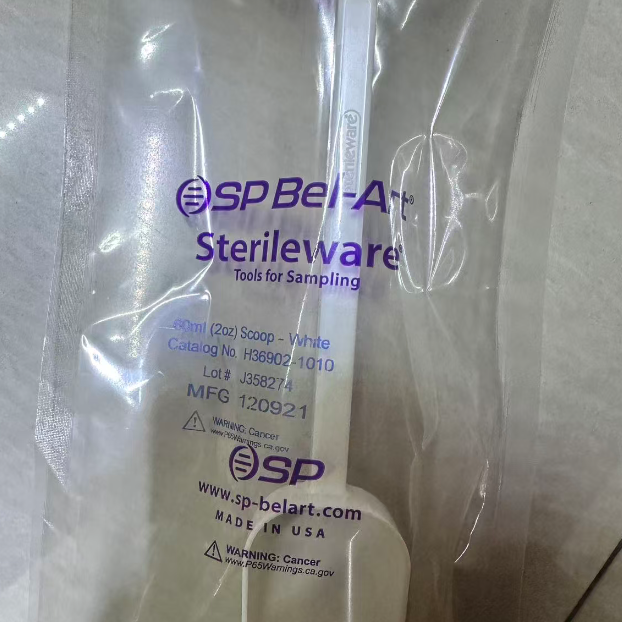 SP Bel-Art®
Sterileware®
Tools for Sampling
60ml (2oz) Scoop - White
Catalog No. H36902-1010
Lot# J358274
MFG 120921
WARNING: Cancer
www.P65Warnings.ca.gov
SP
www.sp-belart.com
MADE IN USA
WARNING: Cancer
www.P65Warnings.ca.gov